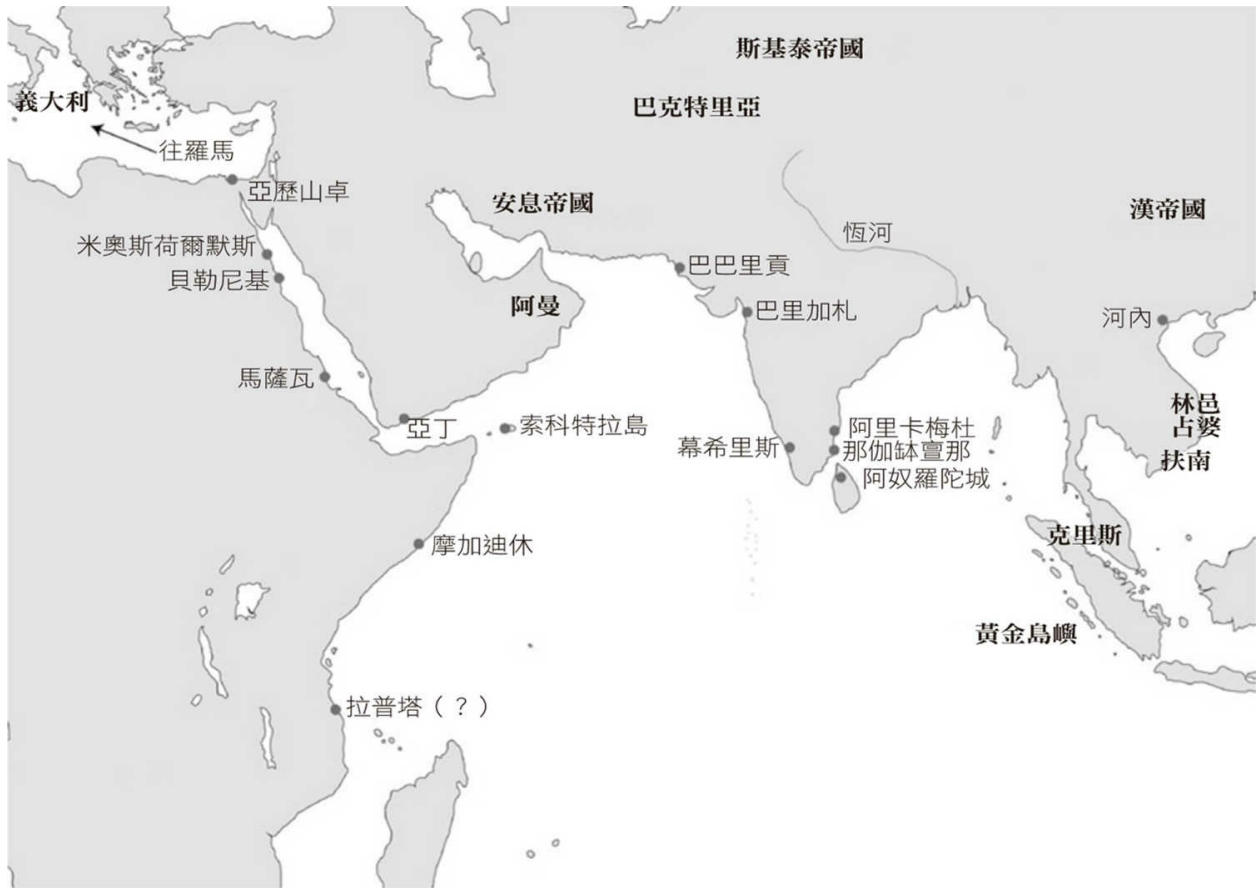 斯基泰帝國
義大利
巴克特里亞
往羅馬
亞歷山卓
安息帝國
漢帝國
恆河
米奧斯荷爾默斯
巴巴里貢
貝勒尼基
阿曼
巴里加札
河內
馬薩瓦
林邑
占婆
亞丁
索科特拉島
阿里卡梅杜
幕希里斯
那伽缽亶那
扶南
阿奴羅陀城
克里斯
摩加迪休
黃金島嶼
拉普塔（？）